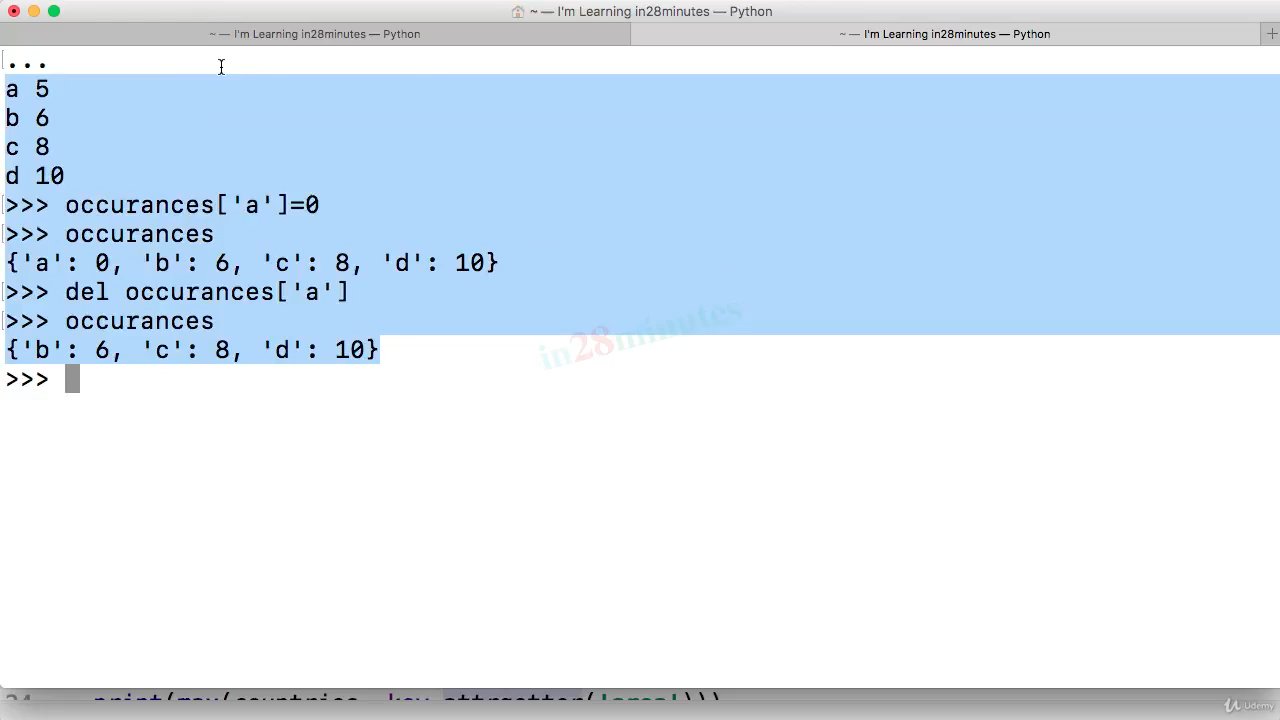 ~ — I'm Learning in28minutes — Python
~ — I'm Learning in28minutes — Python
~ — I'm Learning in28minutes — Python
...
a 5
b 6
c 8
d 10
>>> occurances['a']=0
>>> occurances
{'a': 0, 'b': 6, 'c': 8, 'd': 10}
>>> del occurances['a']
>>> occurances
{'b': 6, 'c': 8, 'd': 10}
>>>
in28minutes
Udemy